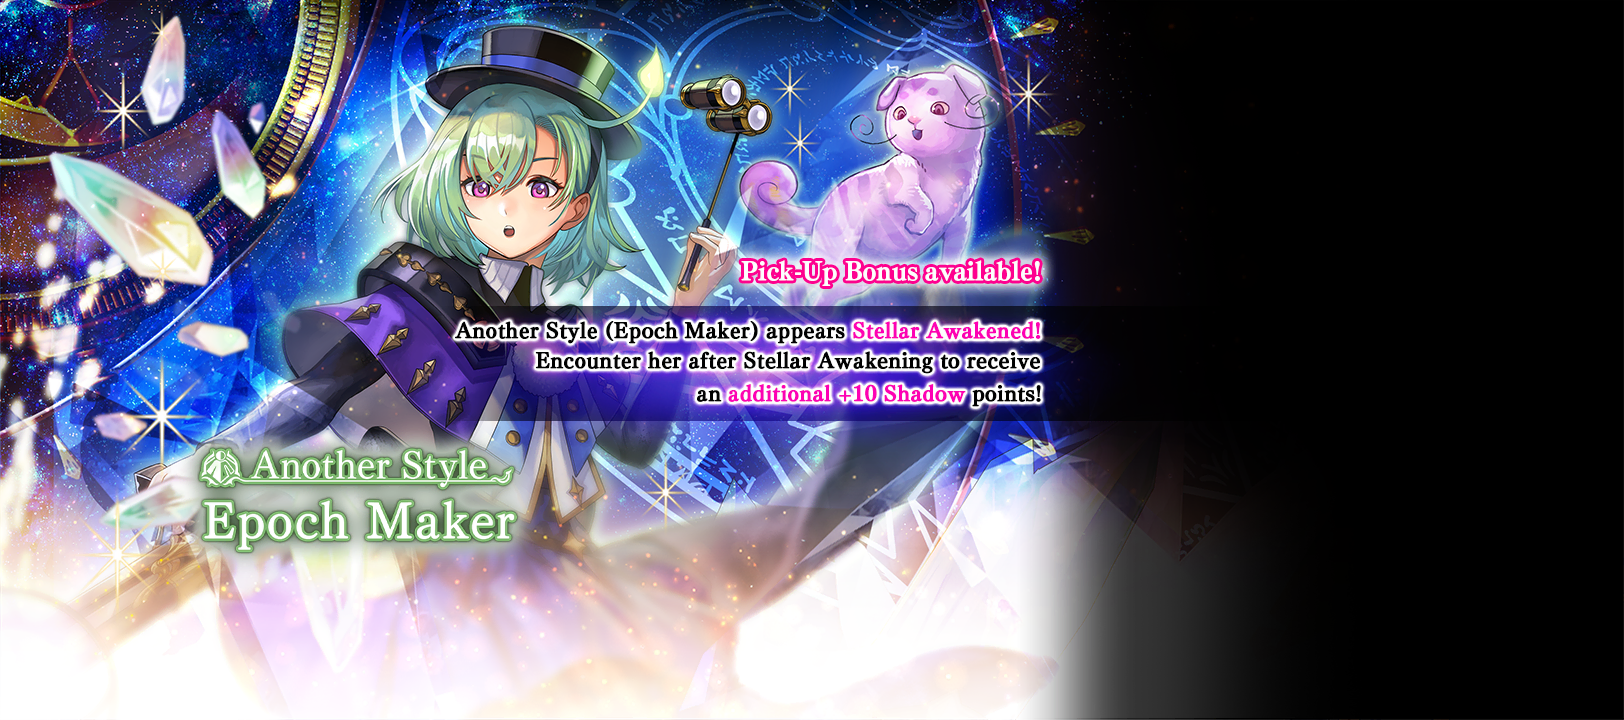 Pick-Up Bonus available!
Another Style (Epoch Maker) appears Stellar Awakened!
Encounter her after Stellar Awakening to receive
an additional +10 Shadow points!
Another Style
Epoch Maker